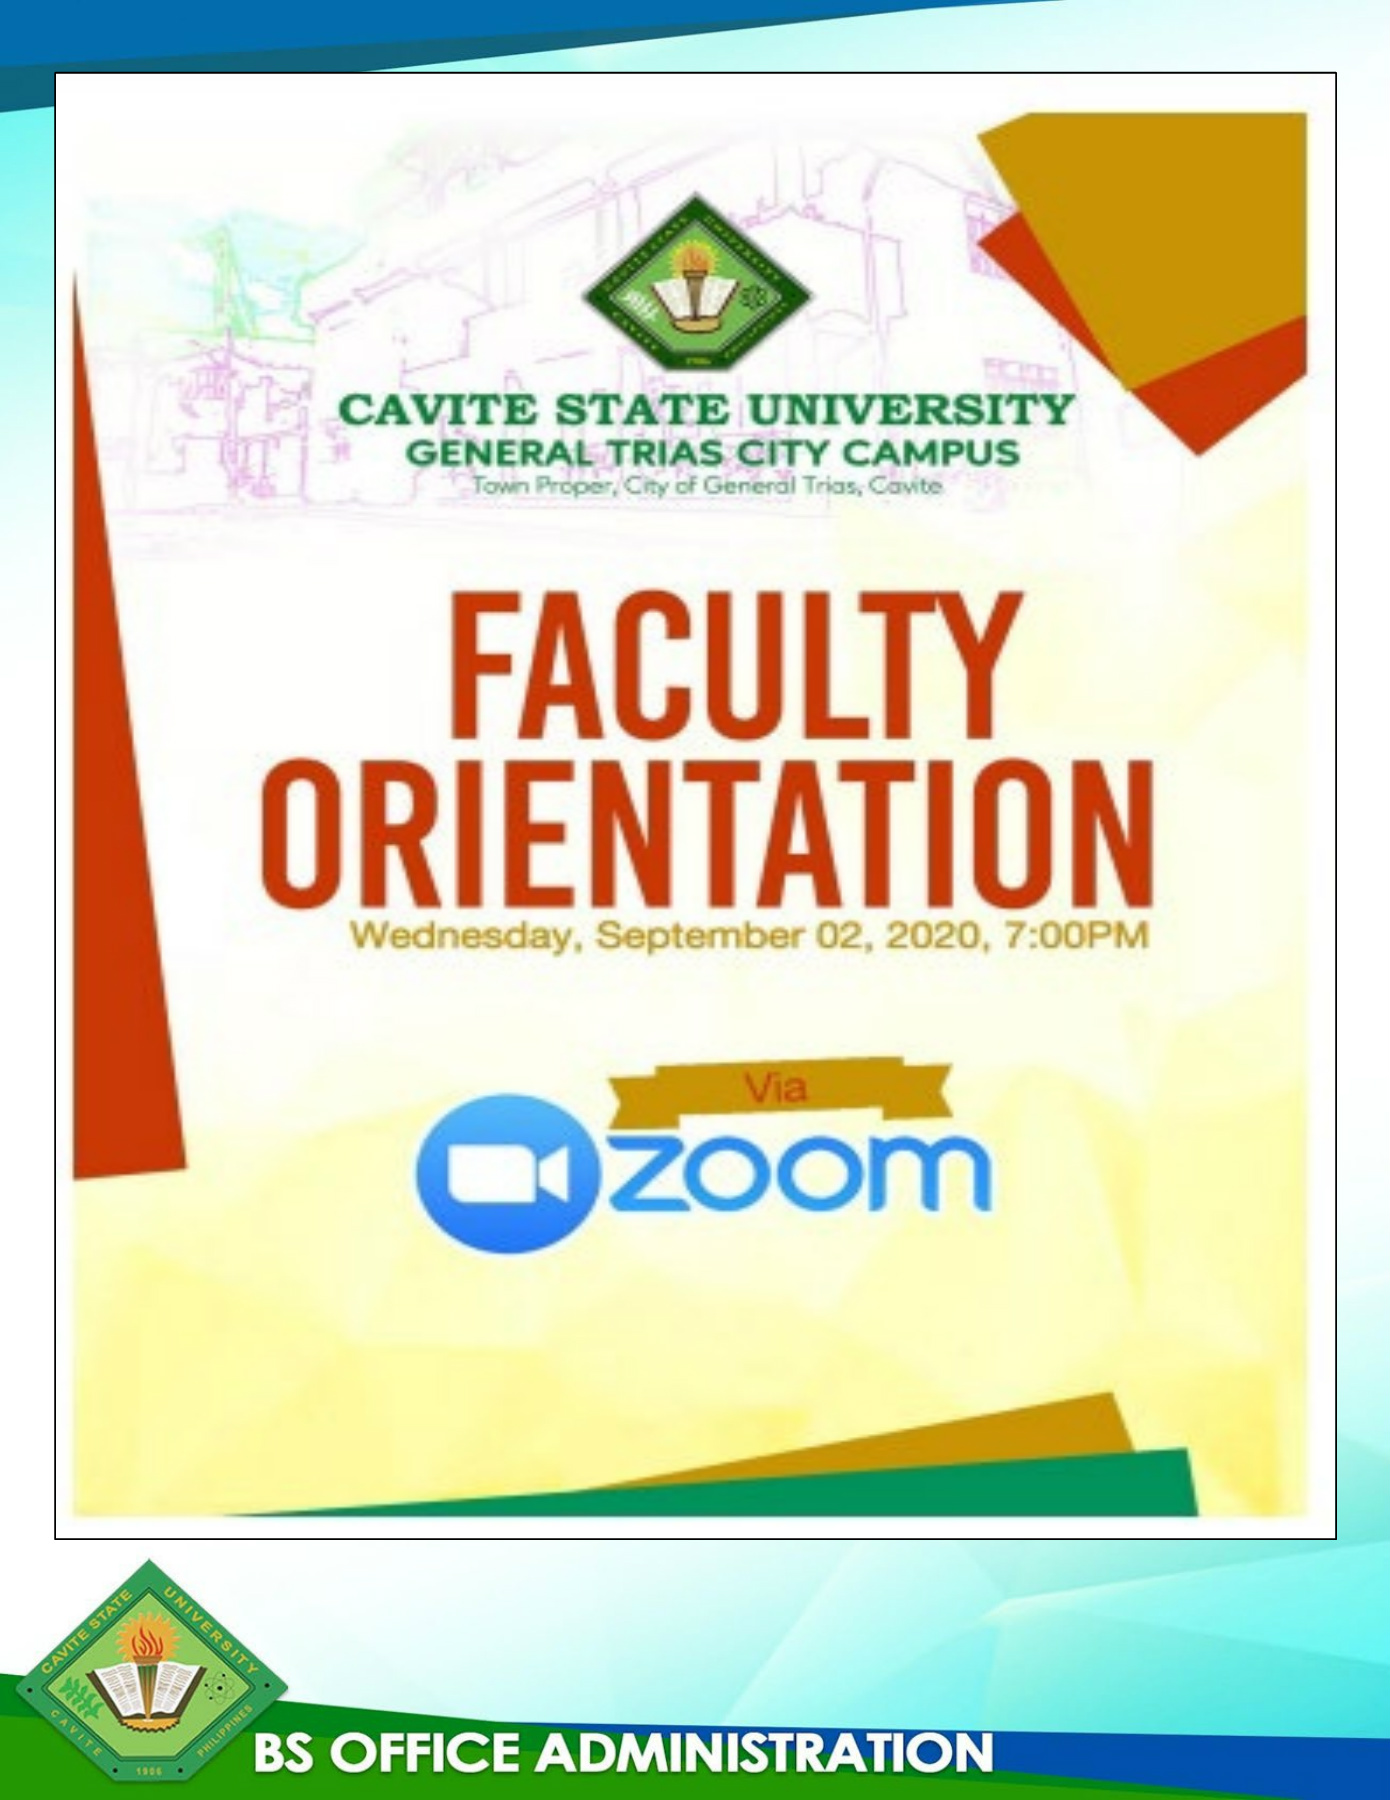 CAVITE STATE UNIVERSITY
GENERAL TRIAS CITY CAMPUS
Town Proper, City of General Trias, Cavite
FACULTY
ORIENTATION
Wednesday, September 02, 2020, 7:00PM
Via
zoom
CAVITE STATE UNIVERSITY
CAVITE PHILIPPINES
1906
BS OFFICE ADMINISTRATION